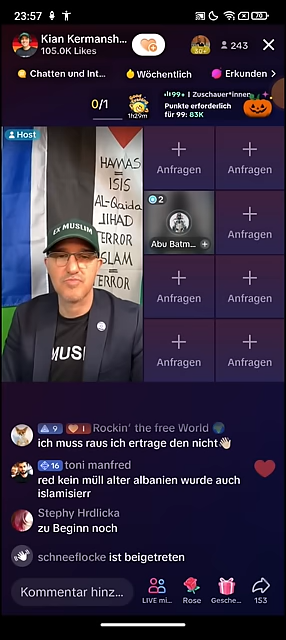 23:57
70
Kian Kermansh...
105.0K Likes
243
Chatten und Int...
Wöchentlich
Erkunden
0/1
1h29m
99+ | Zuschauer*innen
Punkte erforderlich
für 99: 83K
Host
HAMAS
=
ISIS
AL-Qaida
JIHAD
TERROR
ISLAM
=
TERROR
EX MUSLIM
MUSL
Anfragen
Anfragen
2
Abu Batm...
Anfragen
Anfragen
Anfragen
Anfragen
Anfragen
9
1
Rockin' the free World
ich muss raus ich ertrage den nicht
16
toni manfred
red kein müll alter albanien wurde auch
islamisierr
Stephy Hrdlicka
zu Beginn noch
schneeflocke ist beigetreten
Kommentar hinz...
LIVE mi...
Rose
Gesche...
153